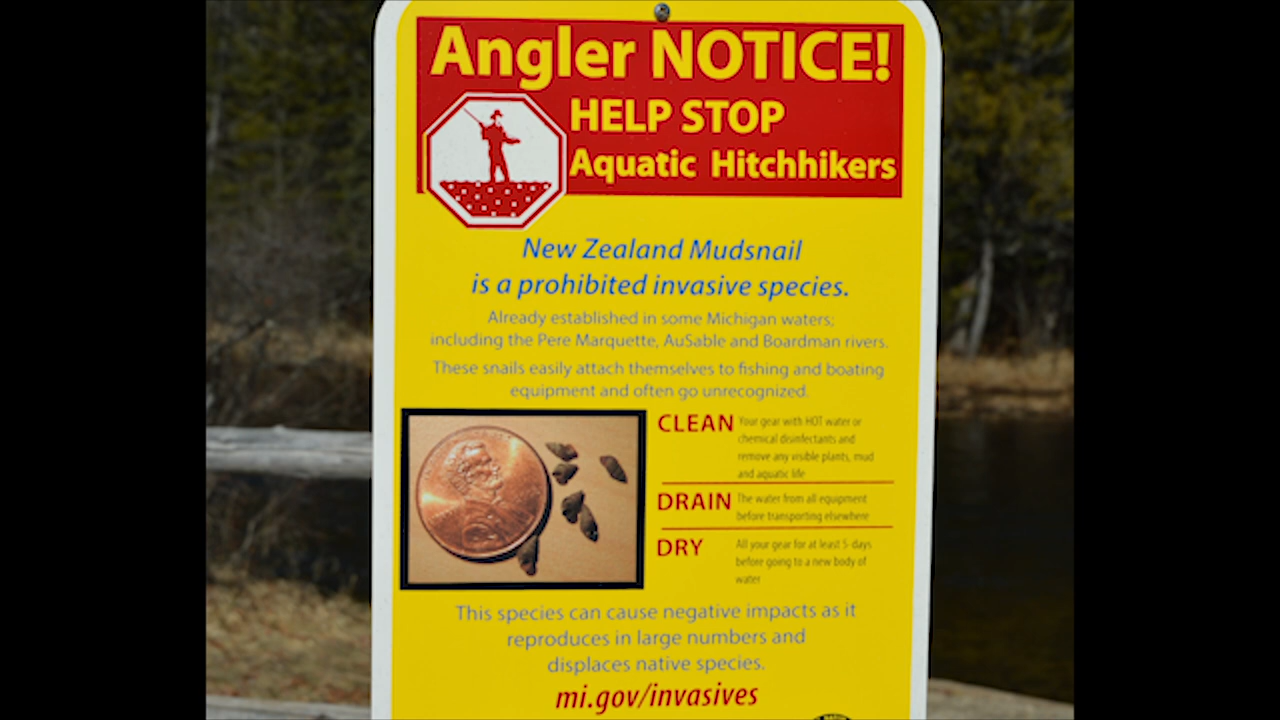 Angler NOTICE!
HELP STOP
Aquatic Hitchhikers
New Zealand Mudsnail
is a prohibited invasive species.
Already established in some Michigan waters;
including the Pere Marquette, AuSable and Boardman rivers.
These snails easily attach themselves to fishing and boating
equipment and often go unrecognized.
CLEAN Your gear with HOT water or
chemical disinfectants and
remove any visible plants, mud
and aquatic life
DRAIN The water from all equipment
before transporting elsewhere
DRY All your gear for at least 5-days
before going to a new body of
water
This species can cause negative impacts as it
reproduces in large numbers and
displaces native species.
mi.gov/invasives